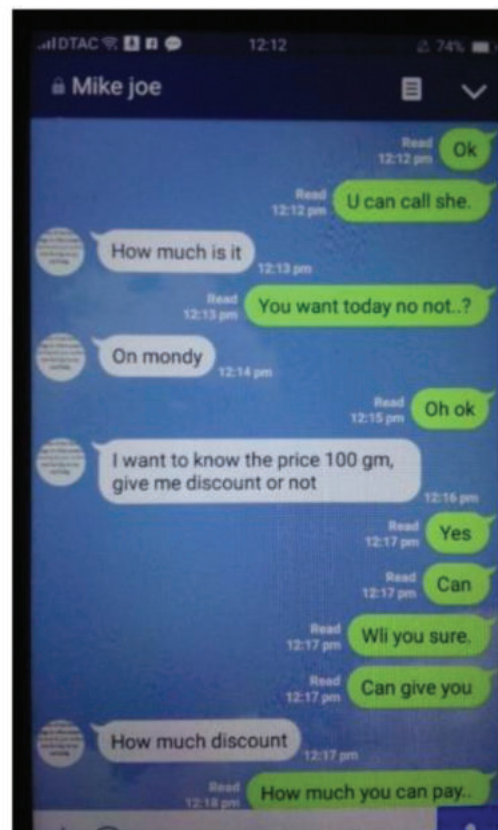 DTAC
12:12
74%
Mike joe
Read
12:12 pm
Ok
Read
12:12 pm
U can call she.
How much is it
12:13 pm
Read
12:13 pm
You want today no not..?
On mondy
12:14 pm
Read
12:15 pm
Oh ok
I want to know the price 100 gm,
give me discount or not
12:16 pm
Read
12:17 pm
Yes
Read
12:17 pm
Can
Read
12:17 pm
Wli you sure.
Read
12:17 pm
Can give you
How much discount
12:17 pm
Read
12:18 pm
How much you can pay..